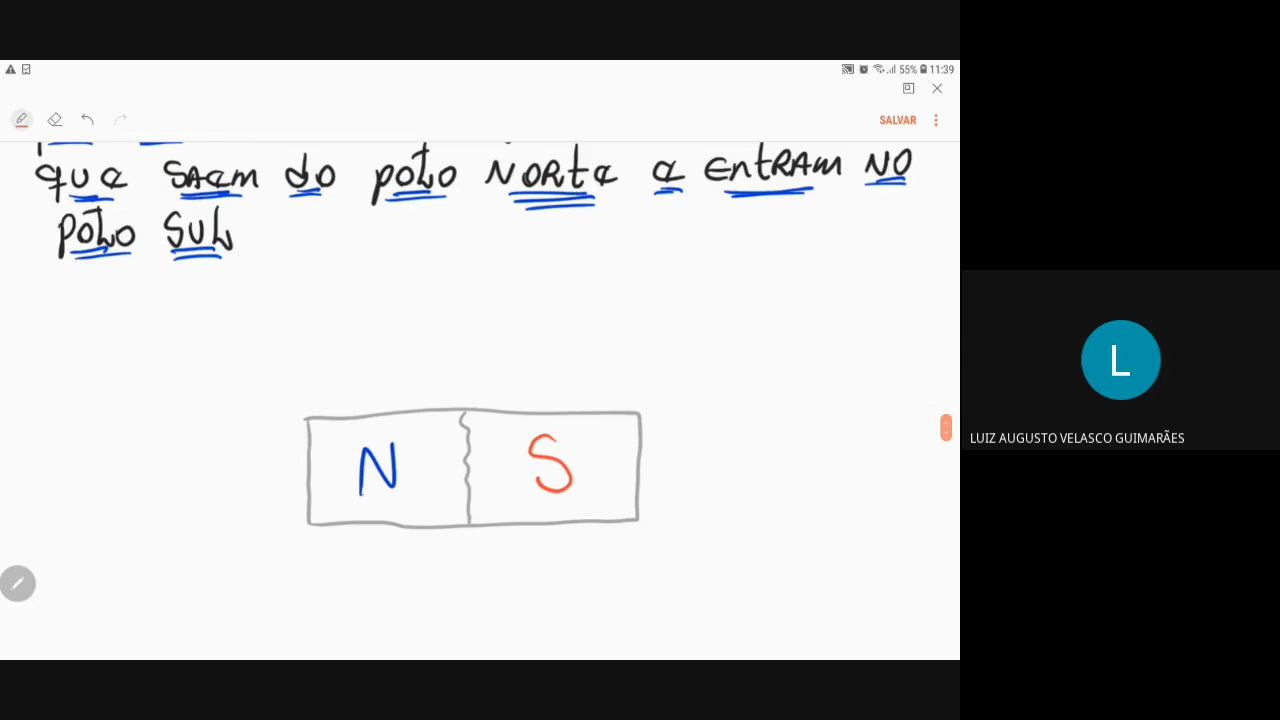 55% 11:39
SALVAR
que SAEM do POLO NORTE e ENTRAM NO
POLO SUL
N S
L
LUIZ AUGUSTO VELASCO GUIMARÃES